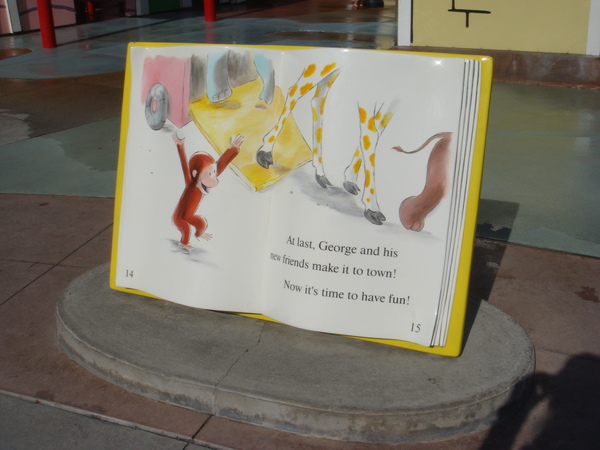 At last, George and his
new friends make it to town!
Now it's time to have fun!
14
15